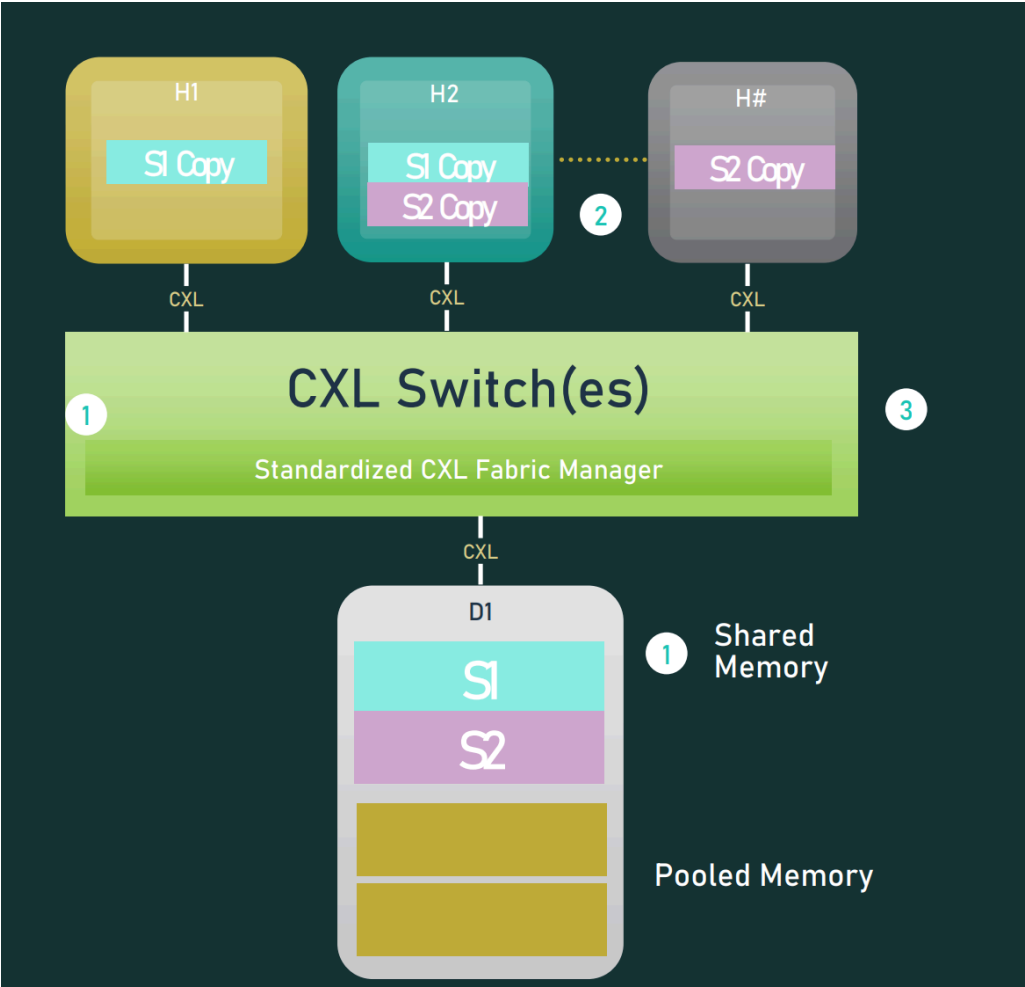 H1
S1 Copy
H2
S1 Copy
S2 Copy
H#
S2 Copy
2
CXL
CXL
CXL
CXL Switch(es)
1
3
Standardized CXL Fabric Manager
CXL
D1
S1
S2
1
Shared
Memory
Pooled Memory